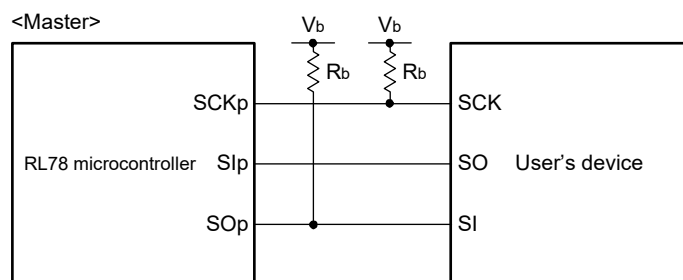 <Master>
Vb Vb
Rb Rb
SCKp SCK
RL78 microcontroller SIp SO User's device
SOp SI